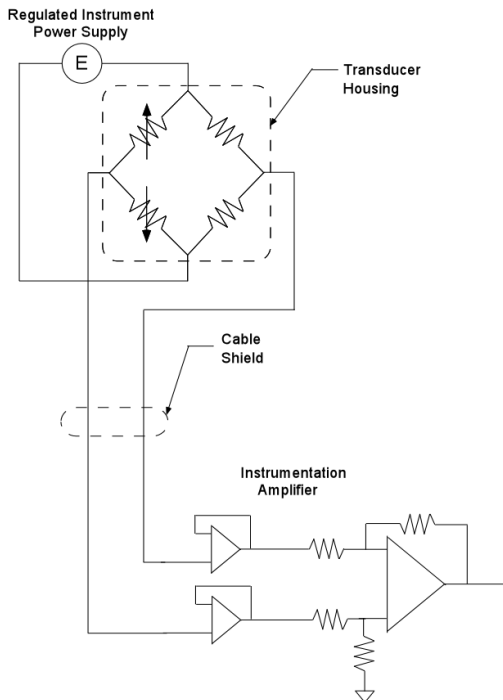 Regulated Instrument
Power Supply
E
Transducer
Housing
Cable
Shield
Instrumentation
Amplifier